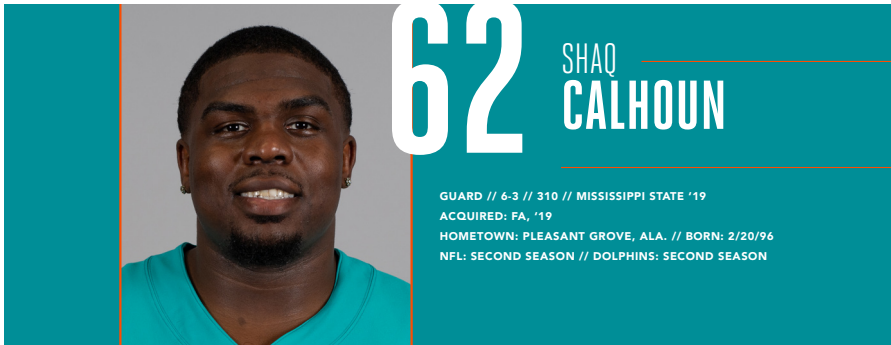 62
SHAQ
CALHOUN
GUARD // 6-3 // 310 // MISSISSIPPI STATE ’19
ACQUIRED: FA, ’19
HOMETOWN: PLEASANT GROVE, ALA. // BORN: 2/20/96
NFL: SECOND SEASON // DOLPHINS: SECOND SEASON